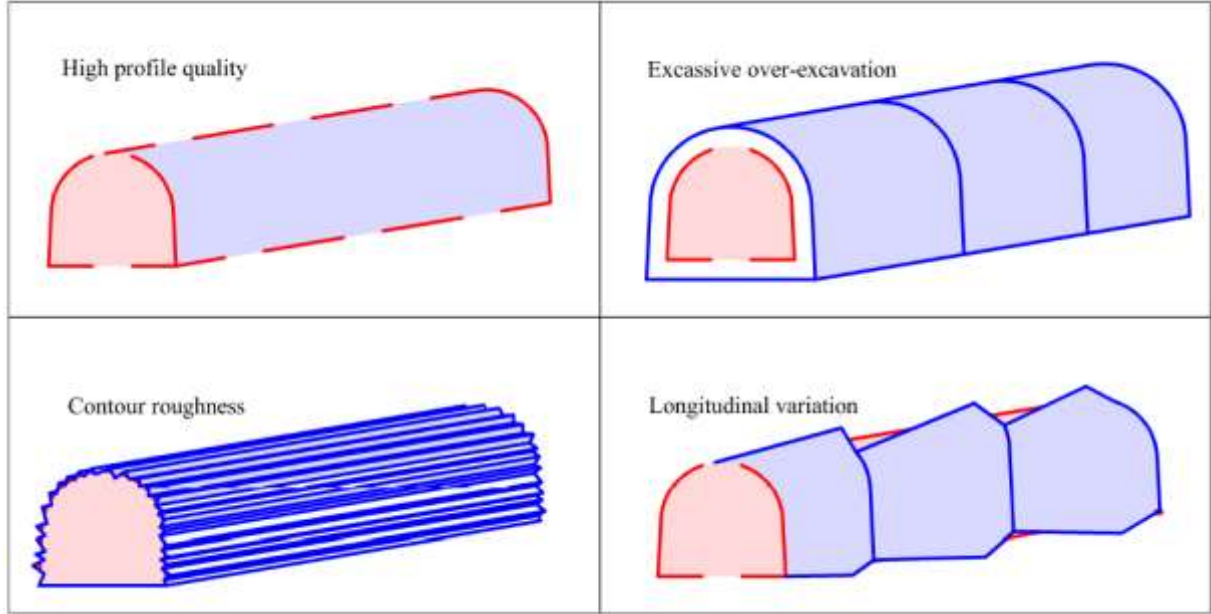 High profile quality
Excassive over-excavation
Contour roughness
Longitudinal variation